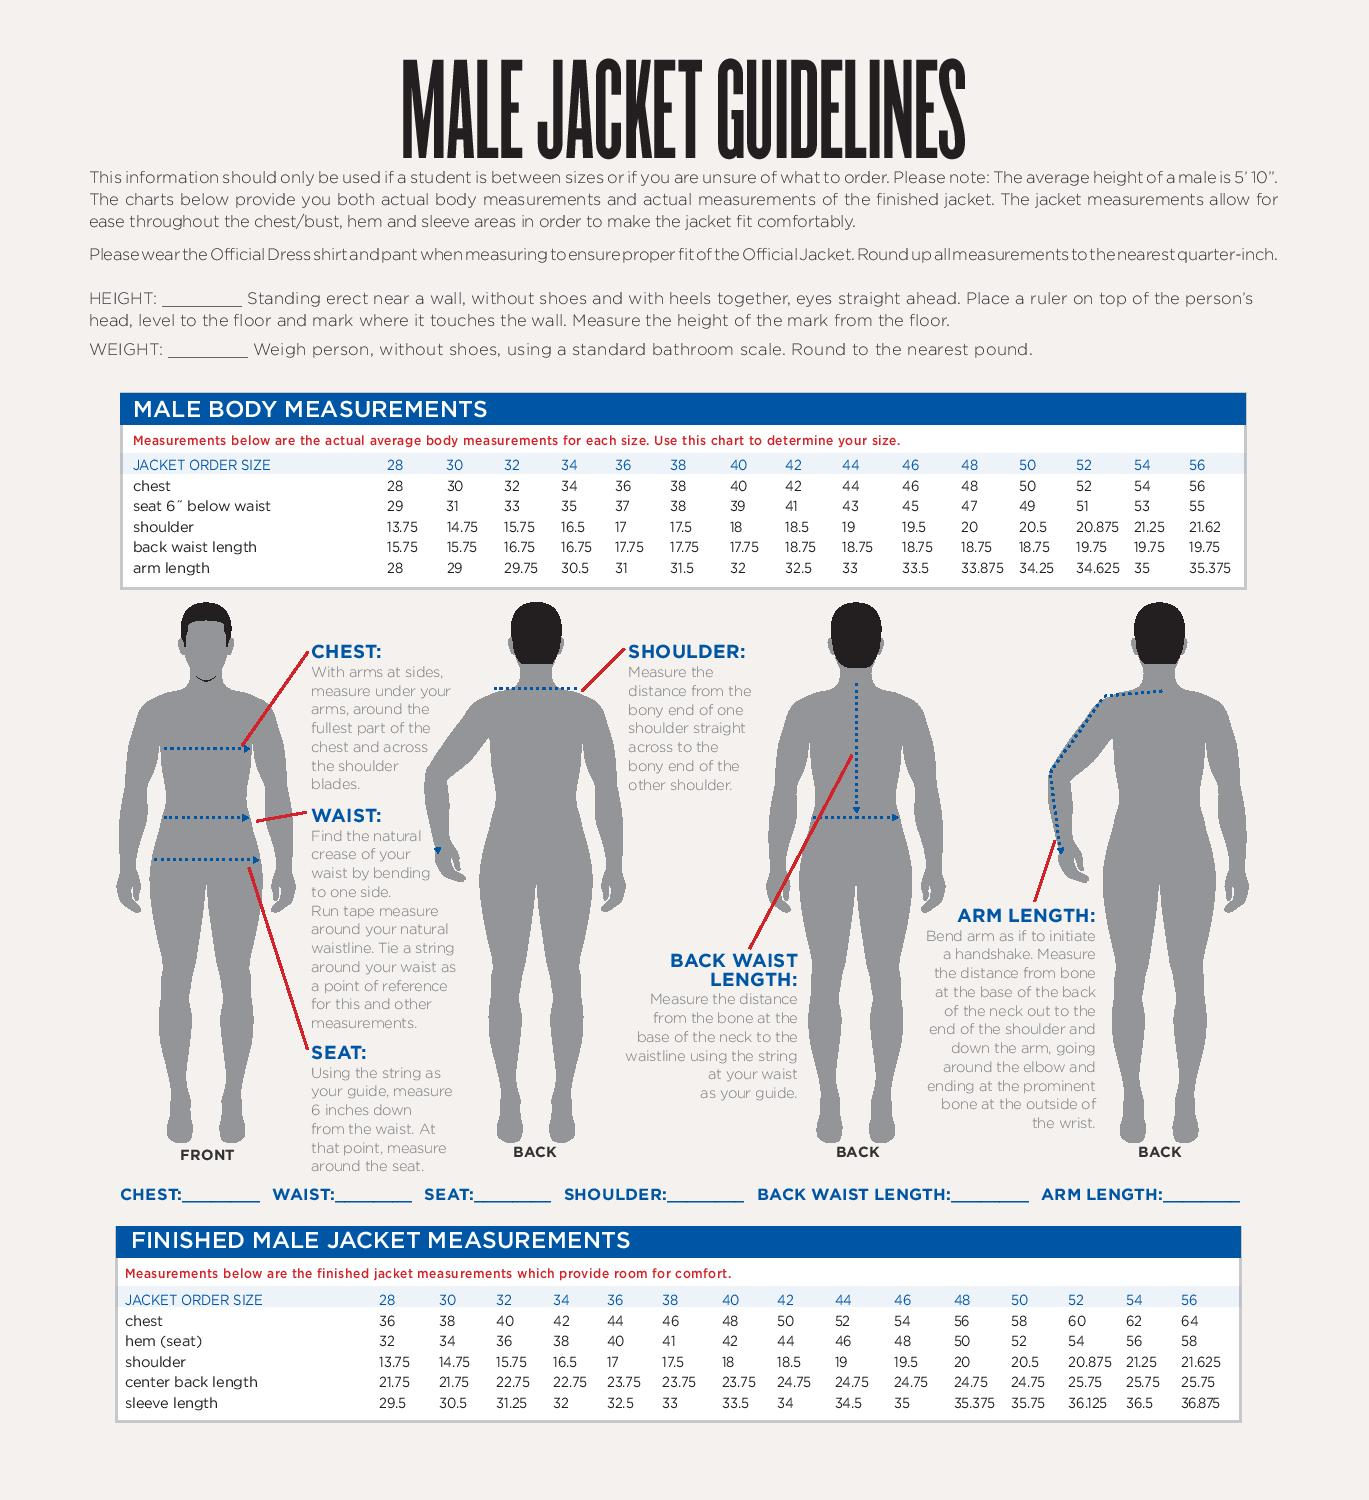 MALE JACKET GUIDELINES
This information should only be used if a student is between sizes or if you are unsure of what to order. Please note: The average height of a male is 5' 10".
The charts below provide you both actual body measurements and actual measurements of the finished jacket. The jacket measurements allow for
ease throughout the chest/bust, hem and sleeve areas in order to make the jacket fit comfortably.
Please wear the Official Dress shirt and pant when measuring to ensure proper fit of the Official Jacket. Round up all measurements to the nearest quarter-inch.
HEIGHT: ________ Standing erect near a wall, without shoes and with heels together, eyes straight ahead. Place a ruler on top of the person's
head, level to the floor and mark where it touches the wall. Measure the height of the mark from the floor.
WEIGHT: ________ Weigh person, without shoes, using a standard bathroom scale. Round to the nearest pound.
MALE BODY MEASUREMENTS
Measurements below are the actual average body measurements for each size. Use this chart to determine your size.
JACKET ORDER SIZE 28 30 32 34 36 38 40 42 44 46 48 50 52 54 56
chest 28 30 32 34 36 38 40 42 44 46 48 50 52 54 56
seat 6˝ below waist 29 31 33 35 37 38 39 41 43 45 47 49 51 53 55
shoulder 13.75 14.75 15.75 16.5 17 17.5 18 18.5 19 19.5 20 20.5 20.875 21.25 21.62
back waist length 15.75 15.75 16.75 16.75 17.75 17.75 17.75 18.75 18.75 18.75 18.75 18.75 19.75 19.75 19.75
arm length 28 29 29.75 30.5 31 31.5 32 32.5 33 33.5 33.875 34.25 34.625 35 35.375
CHEST:
With arms at sides,
measure under your
arms, around the
fullest part of the
chest and across
the shoulder
blades.
WAIST:
Find the natural
crease of your
waist by bending
to one side.
Run tape measure
around your natural
waistline. Tie a string
around your waist as
a point of reference
for this and other
measurements.
SEAT:
Using the string as
your guide, measure
6 inches down
from the waist. At
that point, measure
around the seat.
FRONT
SHOULDER:
Measure the
distance from the
bony end of one
shoulder straight
across to the
bony end of the
other shoulder.
BACK
BACK WAIST
LENGTH:
Measure the distance
from the bone at the
base of the neck to the
waistline using the string
at your waist
as your guide.
BACK
ARM LENGTH:
Bend arm as if to initiate
a handshake. Measure
the distance from bone
at the base of the back
of the neck out to the
end of the shoulder and
down the arm, going
around the elbow and
ending at the prominent
bone at the outside of
the wrist.
BACK
CHEST:________ WAIST:________ SEAT:________ SHOULDER:________ BACK WAIST LENGTH:________ ARM LENGTH:________
FINISHED MALE JACKET MEASUREMENTS
Measurements below are the finished jacket measurements which provide room for comfort.
JACKET ORDER SIZE 28 30 32 34 36 38 40 42 44 46 48 50 52 54 56
chest 36 38 40 42 44 46 48 50 52 54 56 58 60 62 64
hem (seat) 32 34 36 38 40 41 42 44 46 48 50 52 54 56 58
shoulder 13.75 14.75 15.75 16.5 17 17.5 18 18.5 19 19.5 20 20.5 20.875 21.25 21.625
center back length 21.75 21.75 22.75 22.75 23.75 23.75 23.75 24.75 24.75 24.75 24.75 24.75 25.75 25.75 25.75
sleeve length 29.5 30.5 31.25 32 32.5 33 33.5 34 34.5 35 35.375 35.75 36.125 36.5 36.875